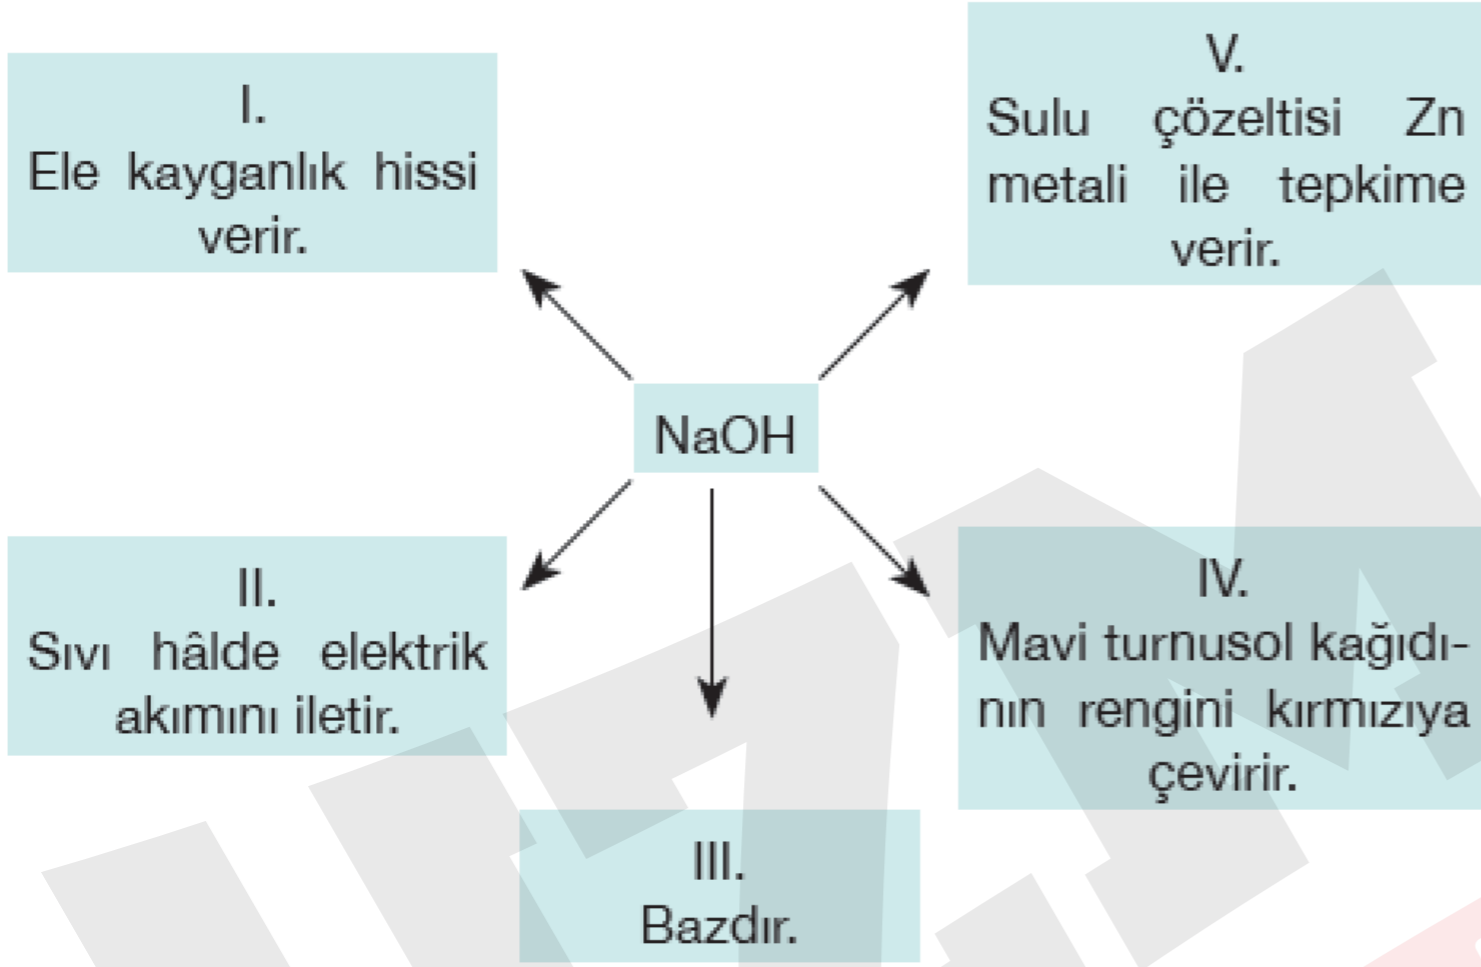 I.
Ele kayganlık hissi
verir.
V.
Sulu çözeltisi Zn
metali ile tepkime
verir.
NaOH
II.
Sıvı hâlde elektrik
akımını iletir.
IV.
Mavi turnusol kağıdı-
nın rengini kırmızıya
çevirir.
III.
Bazdır.